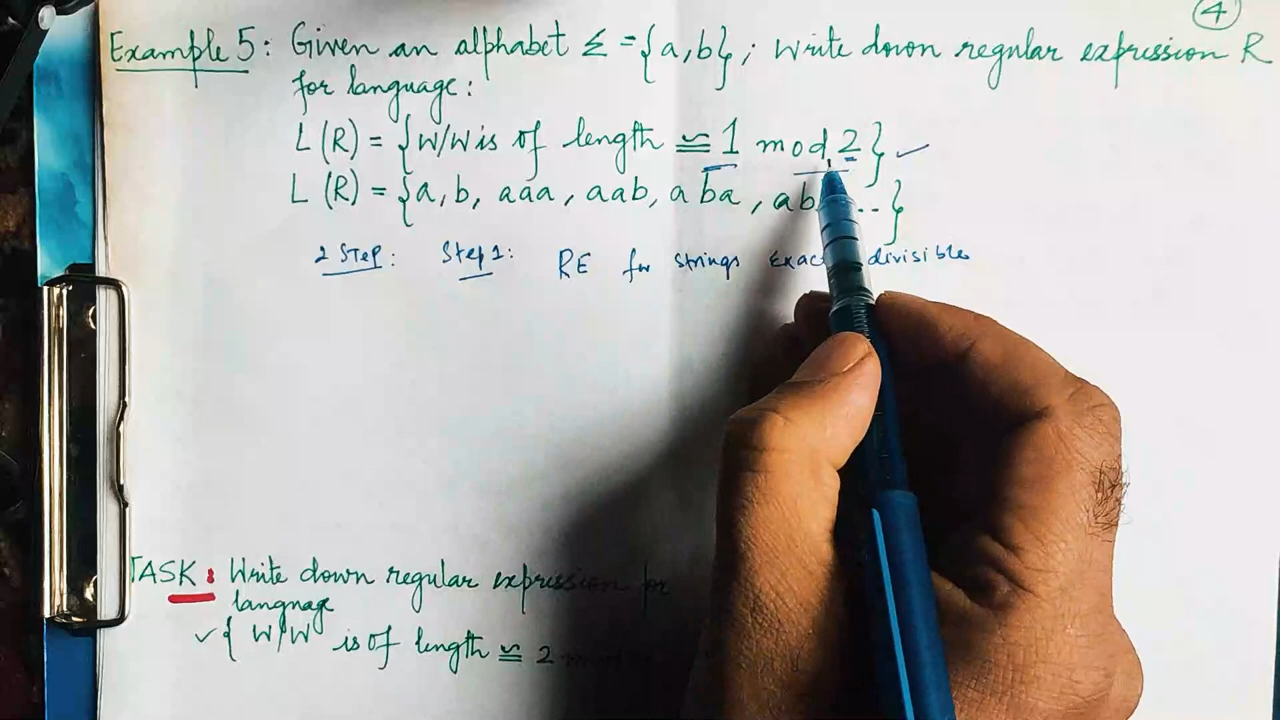 4
Example 5: Given an alphabet Σ = {a, b}; Write down regular expression R
for language:
L (R) = {W/W is of length ≌ 1 mod 2} ✓
L (R) = {a, b, aaa, aab, aba, ab ..}
2 Step: Step 1: RE for strings divisible
TASK: Write down regular expression for
language
✓ { W/W is of length ≌ 2